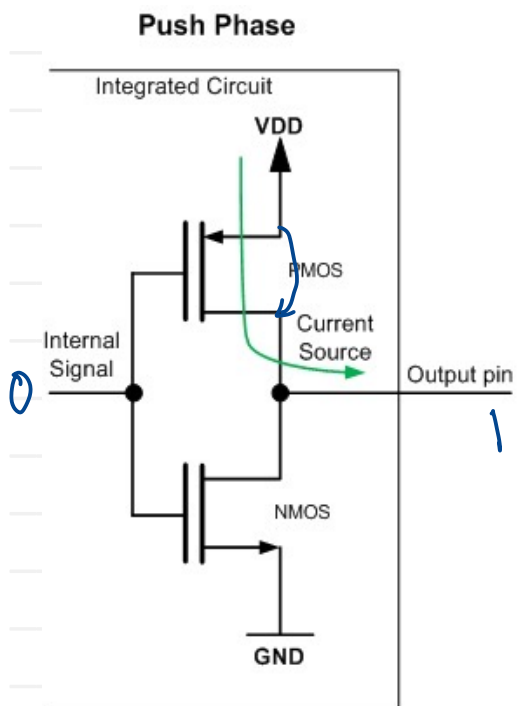 Push Phase
Integrated Circuit
VDD
PMOS
Current
Source
Internal
Signal
0
Output pin
1
NMOS
GND